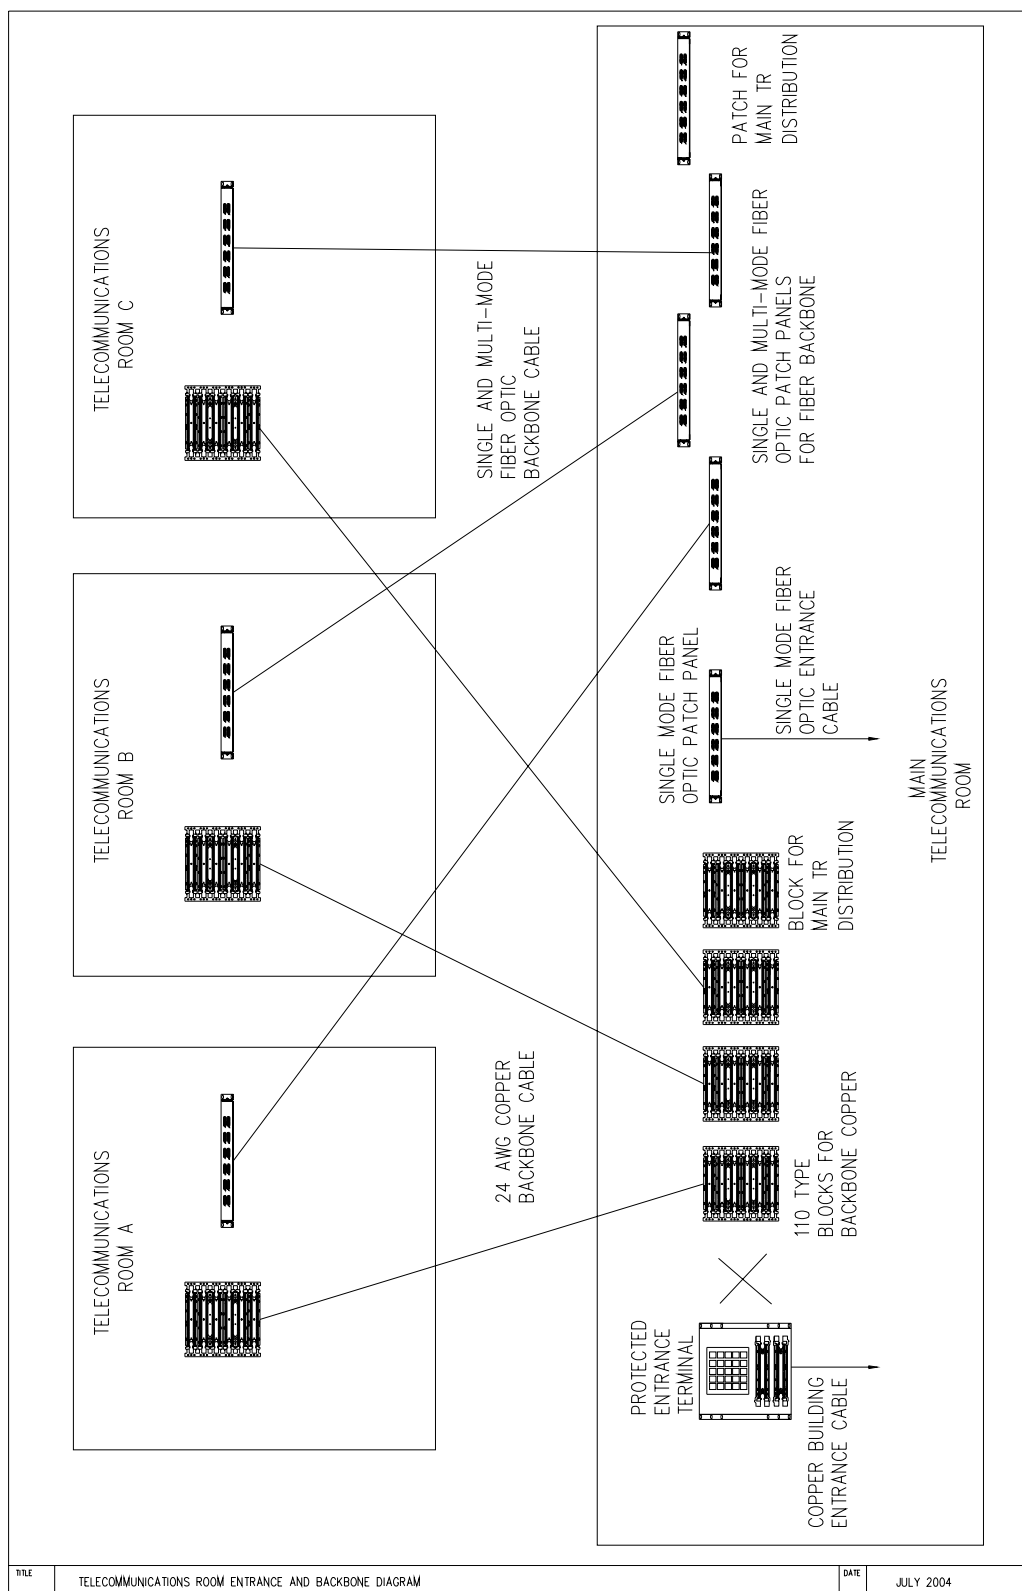 TELECOMMUNICATIONS
ROOM A
TELECOMMUNICATIONS
ROOM B
TELECOMMUNICATIONS
ROOM C
24 AWG COPPER
BACKBONE CABLE
SINGLE AND MULTI-MODE
FIBER OPTIC
BACKBONE CABLE
PROTECTED
ENTRANCE
TERMINAL
COPPER BUILDING
ENTRANCE CABLE
110 TYPE
BLOCKS FOR
BACKBONE COPPER
BLOCK FOR
MAIN TR
DISTRIBUTION
SINGLE MODE FIBER
OPTIC PATCH PANEL
SINGLE MODE FIBER
OPTIC ENTRANCE
CABLE
SINGLE AND MULTI-MODE FIBER
OPTIC PATCH PANELS
FOR FIBER BACKBONE
PATCH FOR
MAIN TR
DISTRIBUTION
MAIN
TELECOMMUNICATIONS
ROOM
TITLE
TELECOMMUNICATIONS ROOM ENTRANCE AND BACKBONE DIAGRAM
DATE
JULY 2004